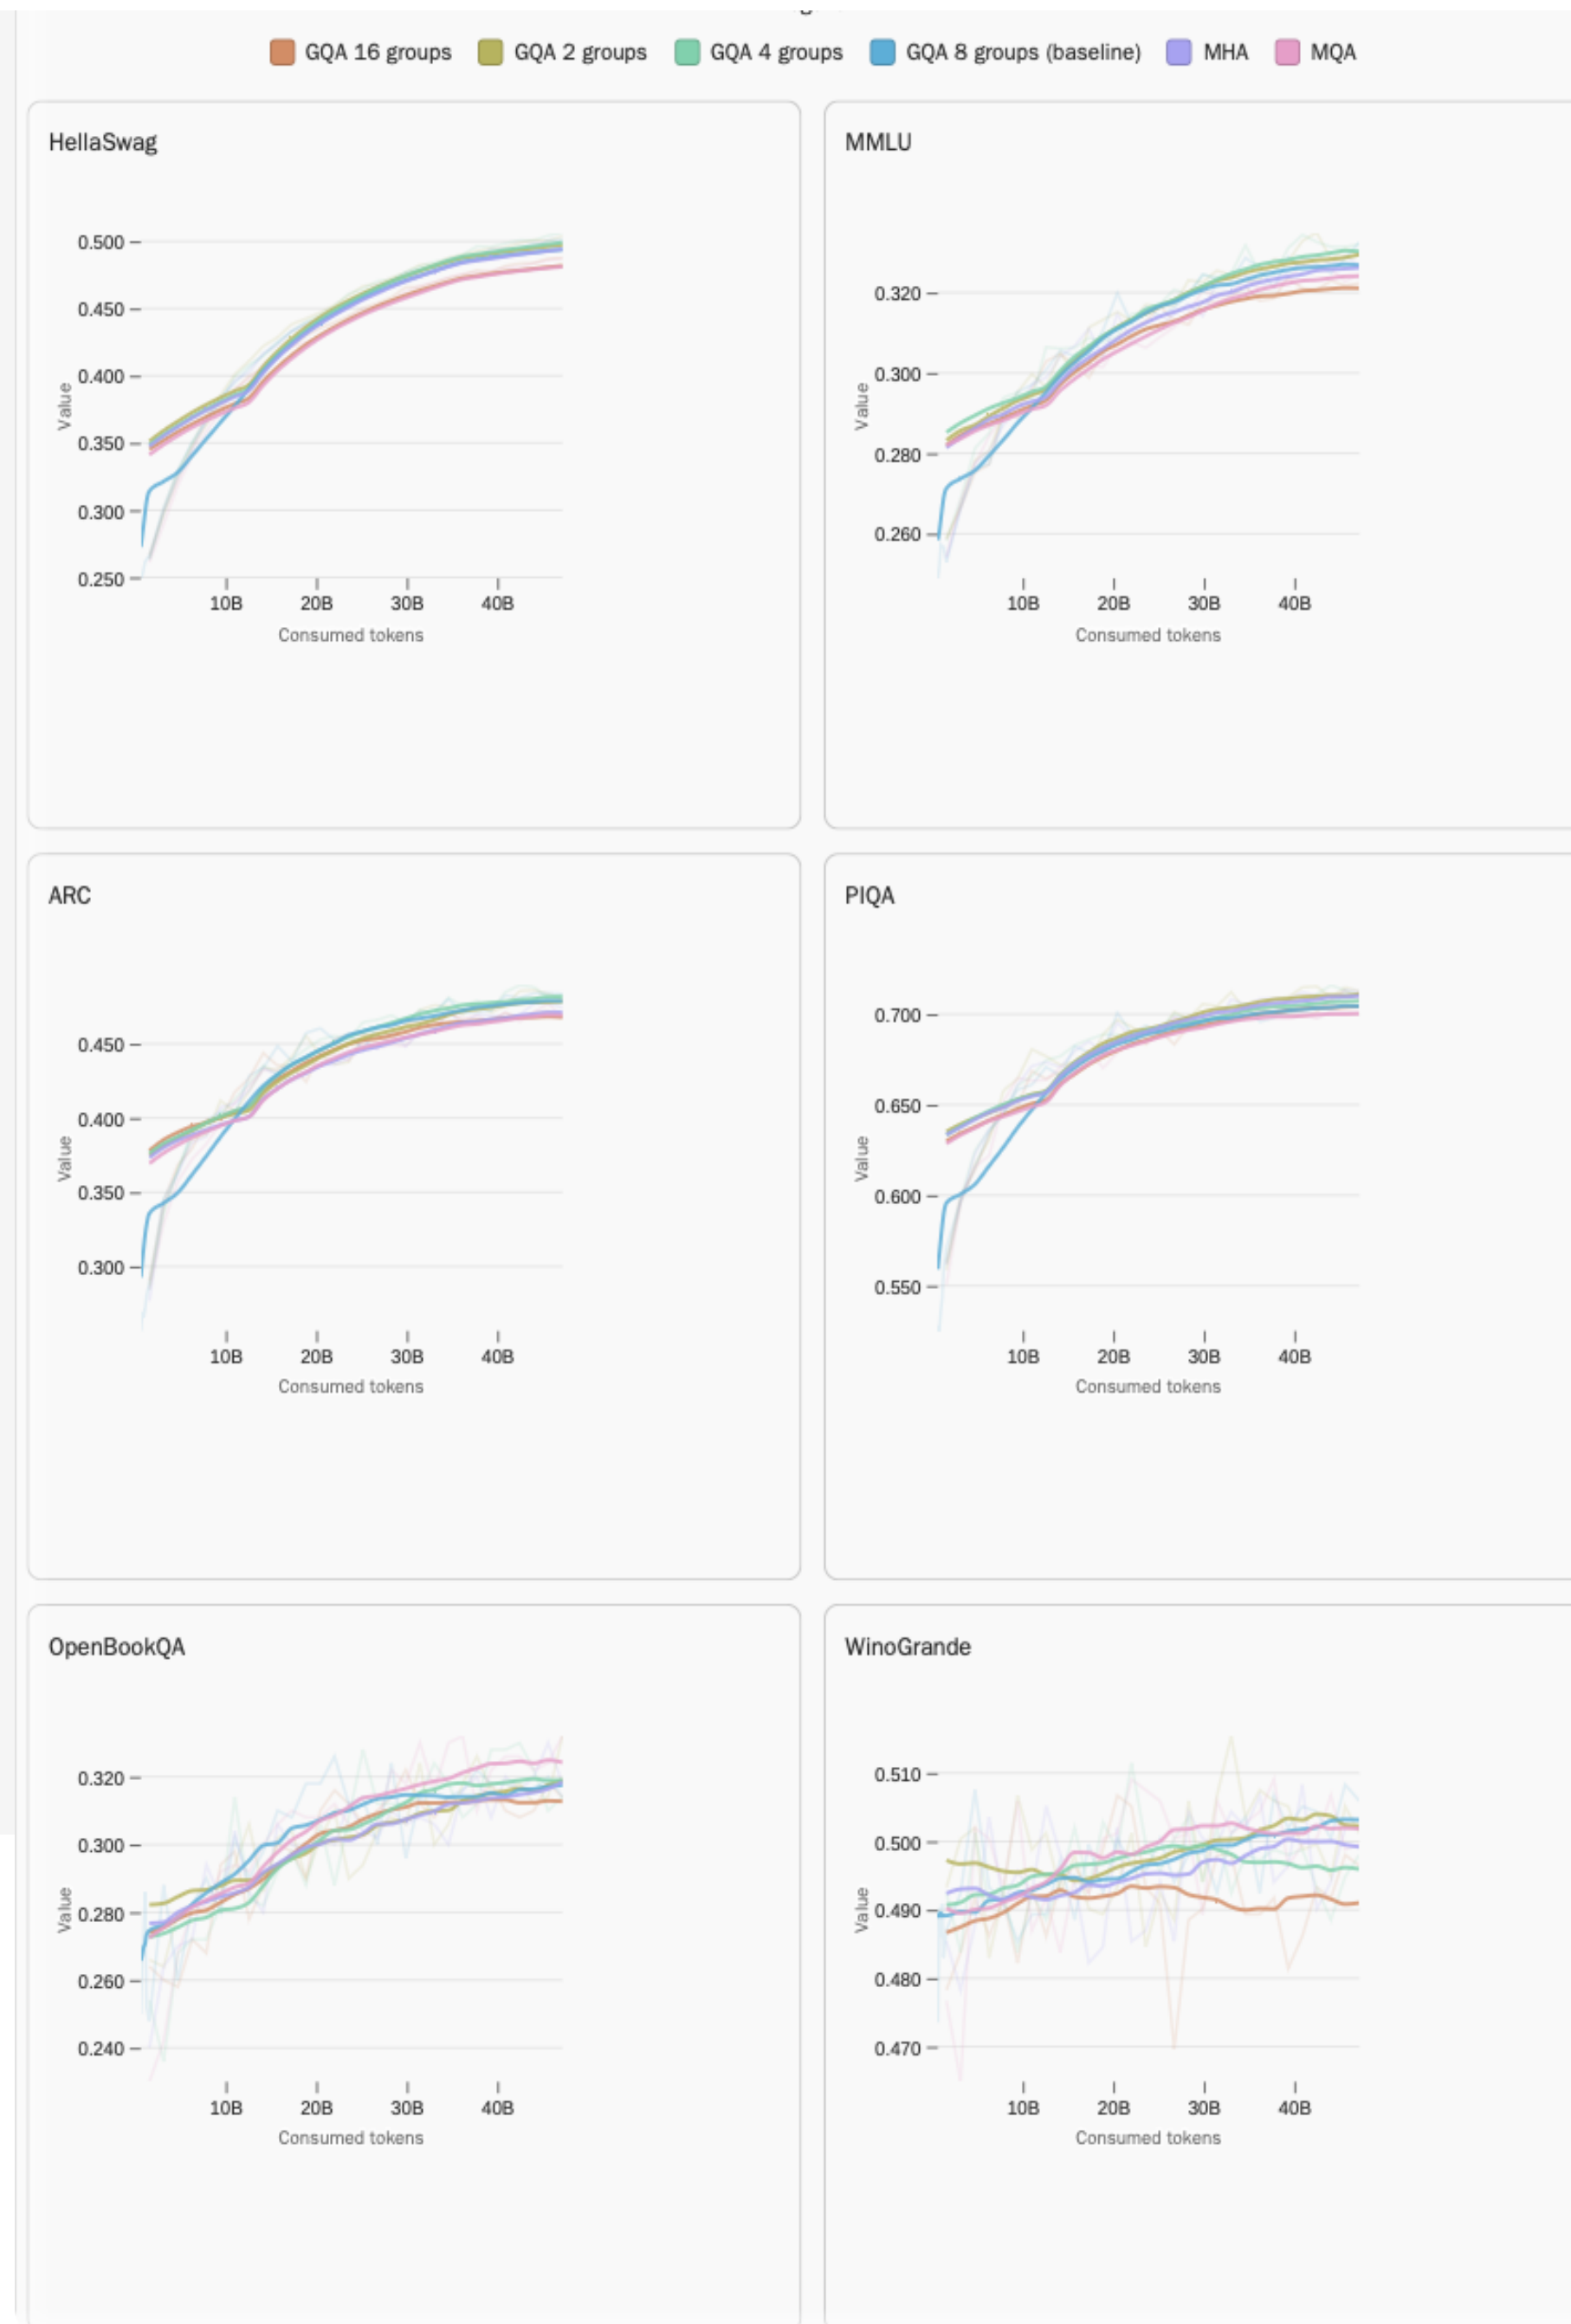 GQA 16 groups GQA 2 groups GQA 4 groups GQA 8 groups (baseline) MHA MQA
HellaSwag
0.500
0.450
0.400
0.350
0.300
0.250
Value
10B 20B 30B 40B
Consumed tokens
MMLU
0.320
0.300
0.280
0.260
Value
10B 20B 30B 40B
Consumed tokens
ARC
0.450
0.400
0.350
0.300
Value
10B 20B 30B 40B
Consumed tokens
PIQA
0.700
0.650
0.600
0.550
Value
10B 20B 30B 40B
Consumed tokens
OpenBookQA
0.320
0.300
0.280
0.260
0.240
Value
10B 20B 30B 40B
Consumed tokens
WinoGrande
0.510
0.500
0.490
0.480
0.470
Value
10B 20B 30B 40B
Consumed tokens